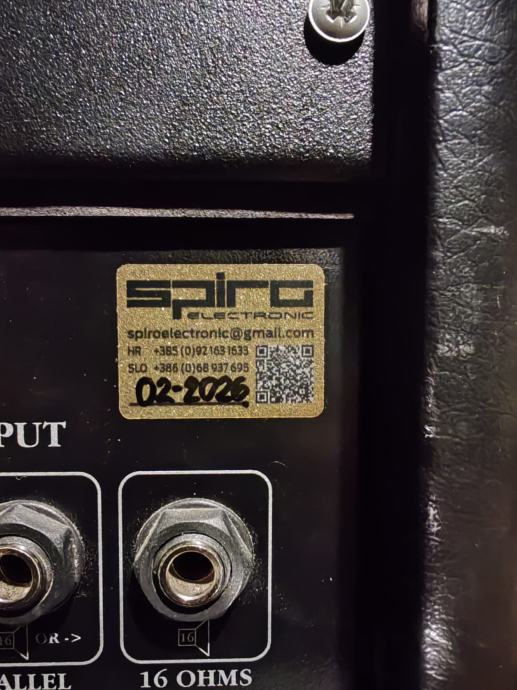 spiro
ELECTRONIC
spiroelectronic@gmail.com
HR +385 (0)92 163 1633
SLO +386 (0)68 937 695
02-2026
PUT
16 OR ->
16
ALLEL
16 OHMS